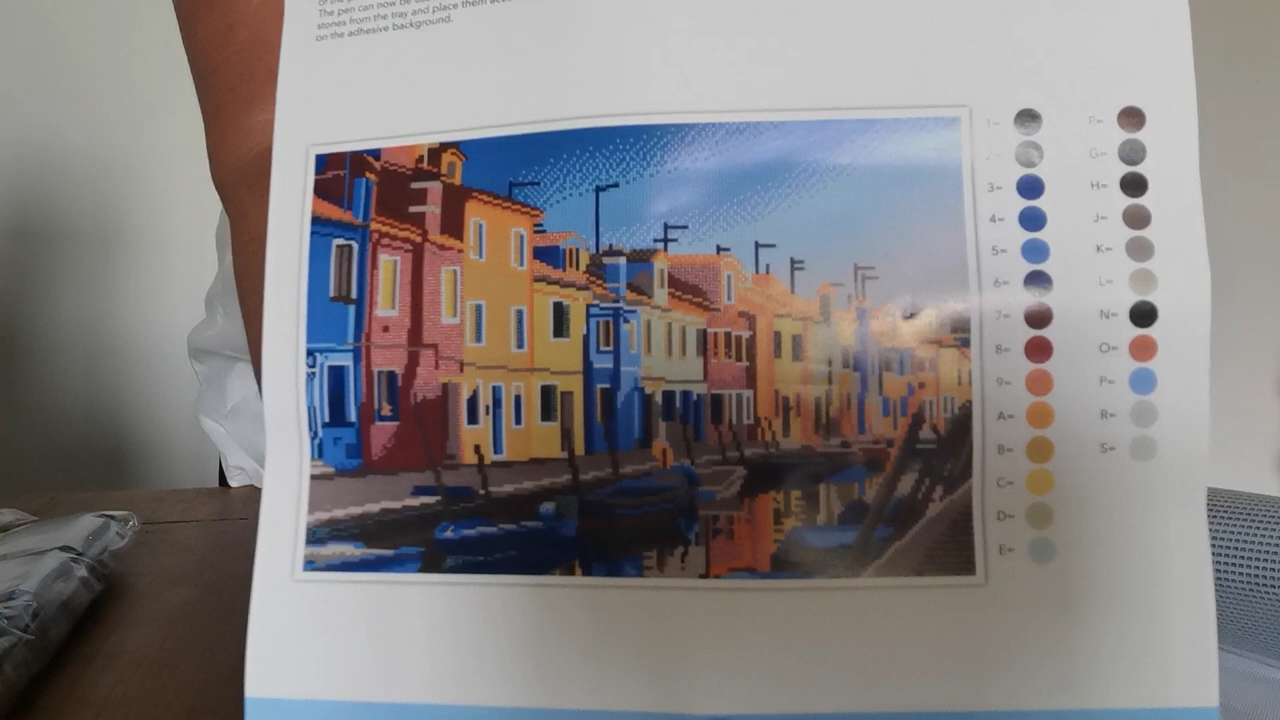 The pen can now be
stones from the tray and place them
on the adhesive background.
1=
3=
4=
5=
6=
7=
8=
9=
A=
B=
C=
D=
E=
F=
G=
H=
J=
K=
L=
N=
O=
P=
R=
S=